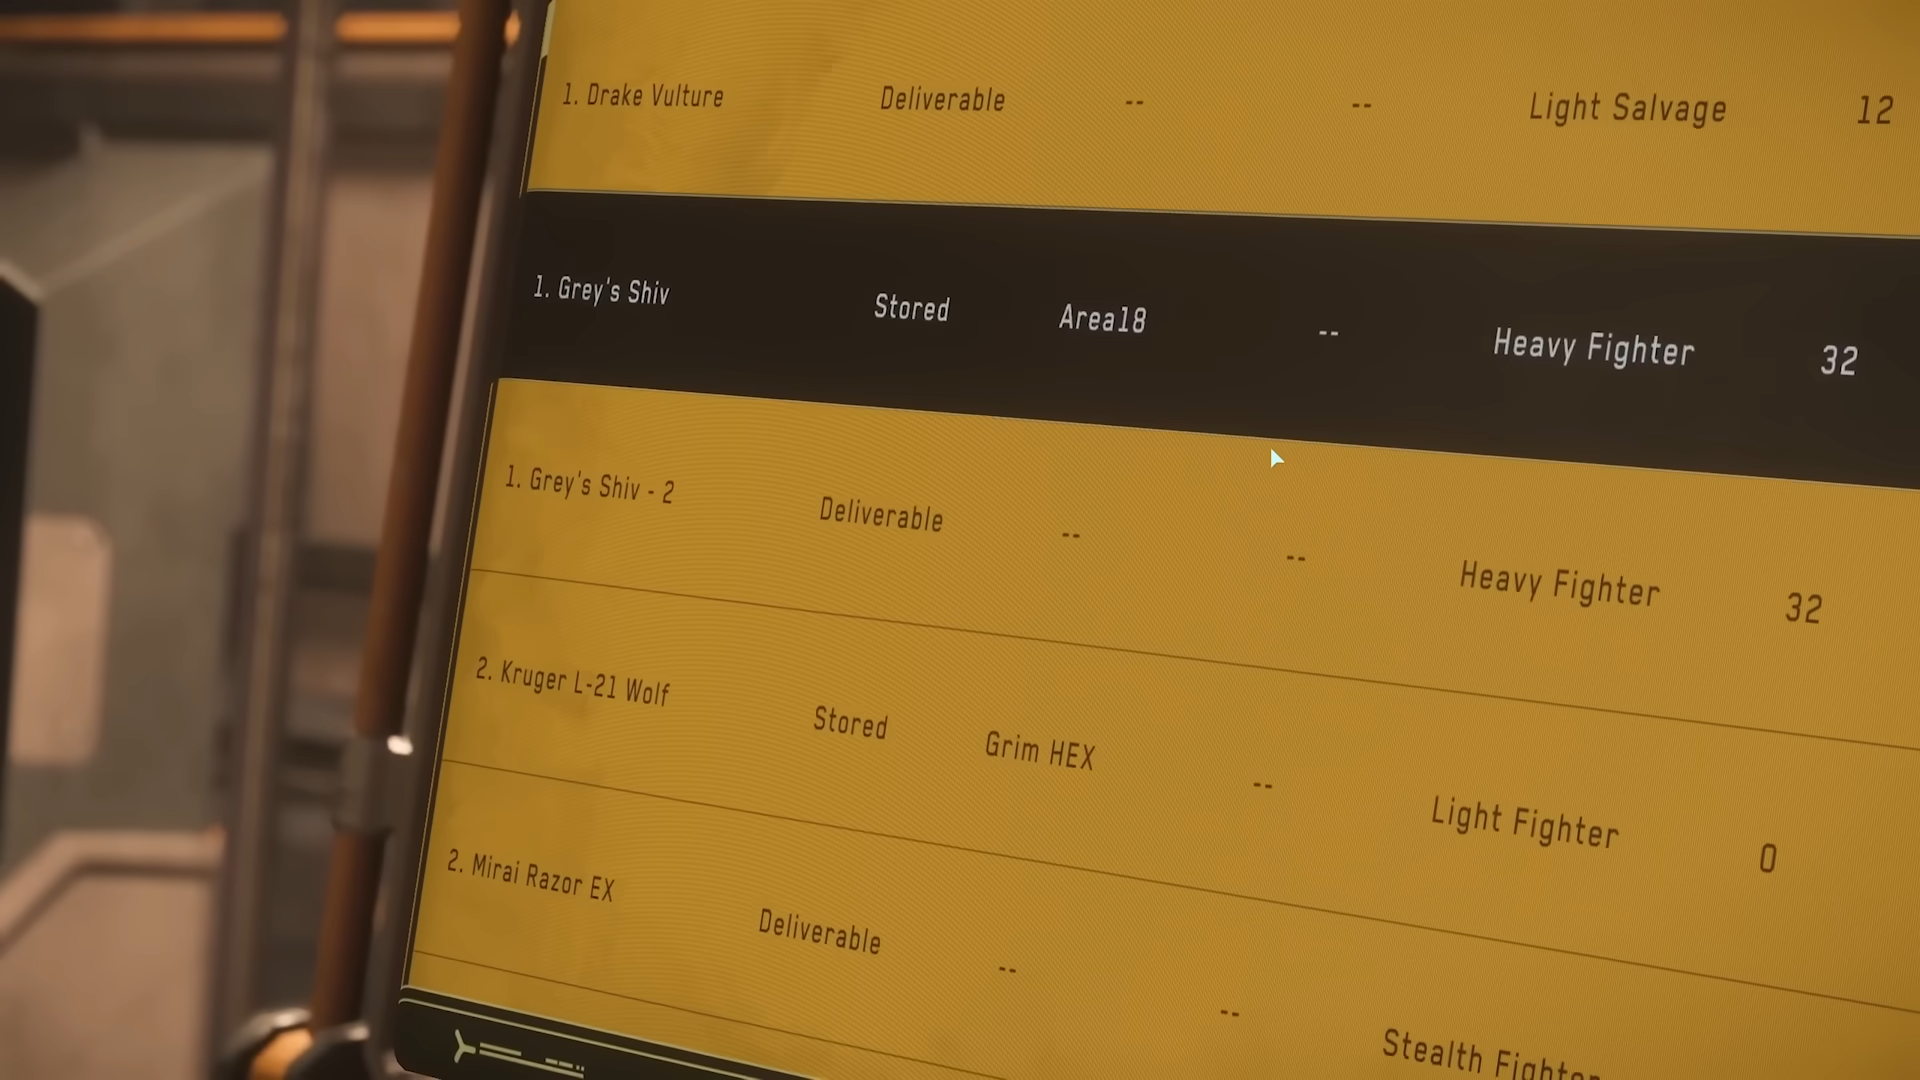 1. Drake Vulture Deliverable -- -- Light Salvage 12
1. Grey's Shiv Stored Area18 -- Heavy Fighter 32
1. Grey's Shiv - 2 Deliverable -- -- Heavy Fighter 32
2. Kruger L-21 Wolf Stored Grim HEX -- Light Fighter 0
2. Mirai Razor EX Deliverable -- -- Stealth Fighter